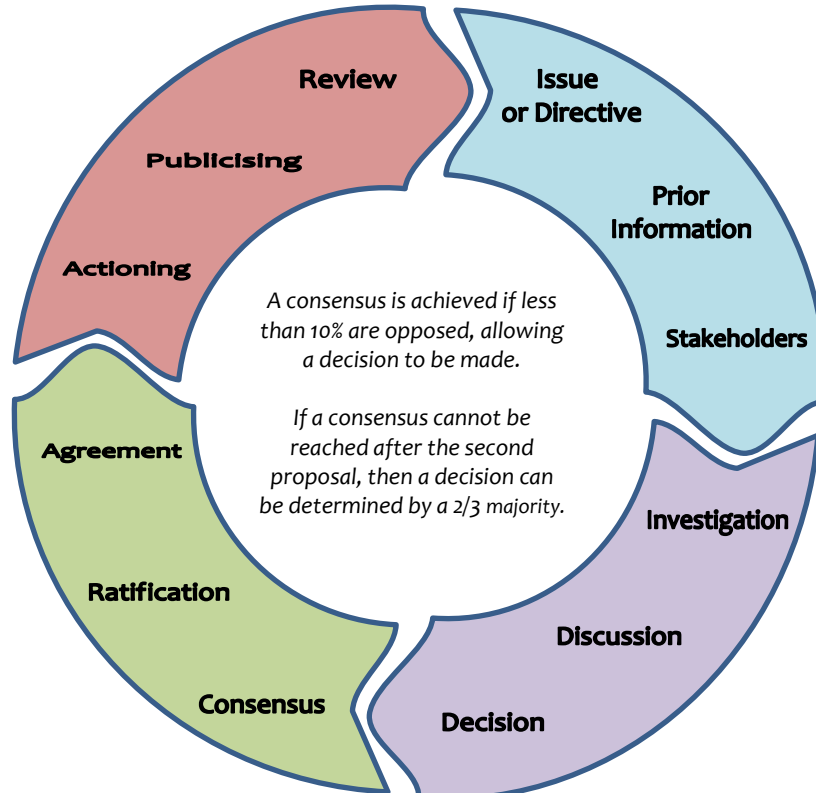 Issue
or Directive
Prior
Information
Stakeholders
Investigation
Discussion
Decision
Consensus
Ratification
Agreement
Actioning
Publicising
Review
A consensus is achieved if less
than 10% are opposed, allowing
a decision to be made.
If a consensus cannot be
reached after the second
proposal, then a decision can
be determined by a 2/3 majority.